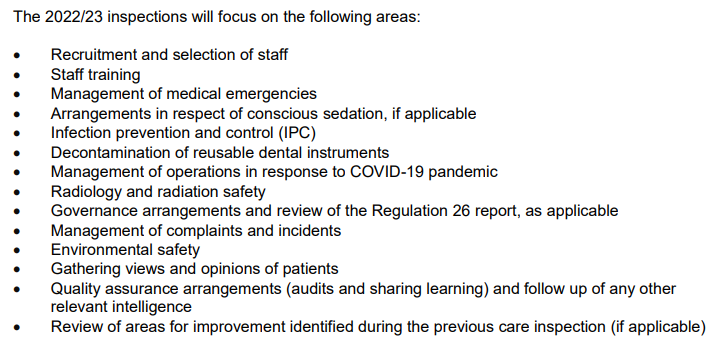 The 2022/23 inspections will focus on the following areas:
• Recruitment and selection of staff
• Staff training
• Management of medical emergencies
• Arrangements in respect of conscious sedation, if applicable
• Infection prevention and control (IPC)
• Decontamination of reusable dental instruments
• Management of operations in response to COVID-19 pandemic
• Radiology and radiation safety
• Governance arrangements and review of the Regulation 26 report, as applicable
• Management of complaints and incidents
• Environmental safety
• Gathering views and opinions of patients
• Quality assurance arrangements (audits and sharing learning) and follow up of any other
relevant intelligence
• Review of areas for improvement identified during the previous care inspection (if applicable)